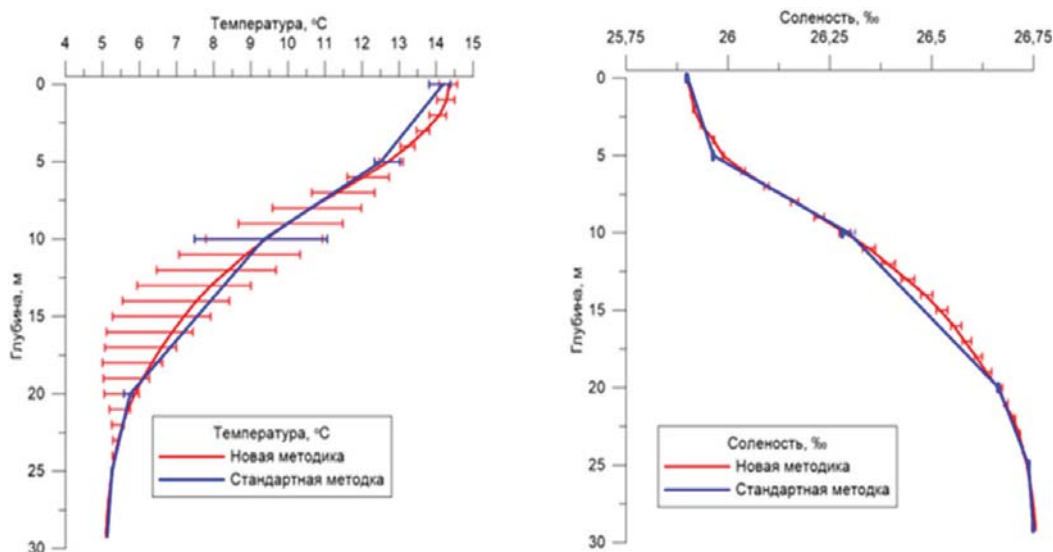 Температура, °C
4 5 6 7 8 9 10 11 12 13 14 15
0
5
10
15
20
25
30
Глубина, м
Температура, °C
Новая методика
Стандартная методка
Соленость, ‰
25,75 26 26,25 26,5 26,75
0
5
10
15
20
25
30
Глубина, м
Соленость, ‰
Новая методика
Стандартная методка